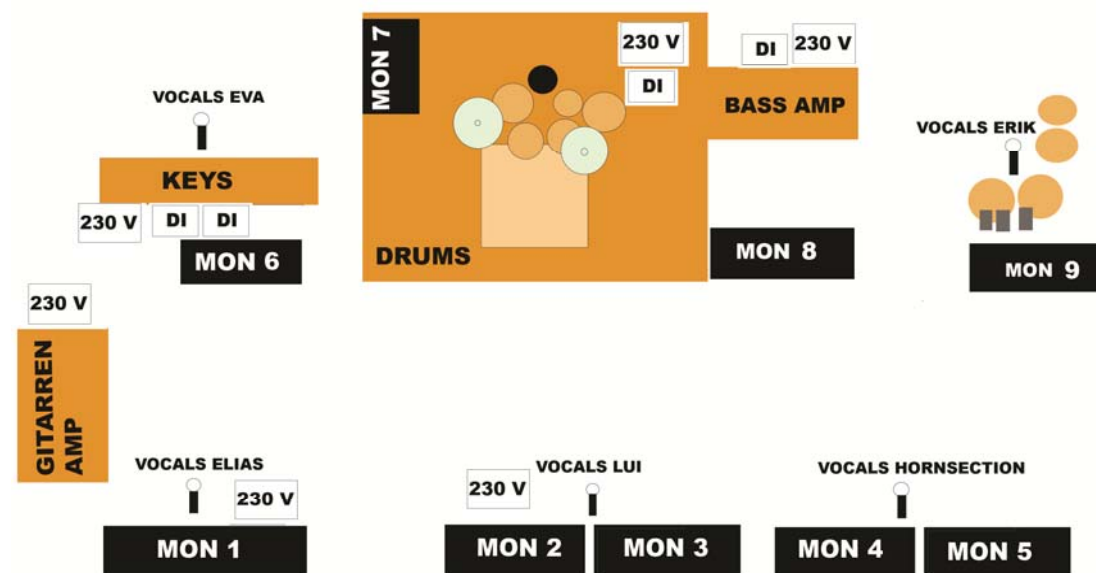 MON 7
230 V
DI
DI
230 V
BASS AMP
DRUMS
VOCALS EVA
KEYS
230 V
DI
DI
MON 6
MON 8
VOCALS ERIK
MON 9
230 V
GITARREN
AMP
VOCALS ELIAS
230 V
MON 1
230 V
VOCALS LUI
MON 2
MON 3
VOCALS HORNSECTION
MON 4
MON 5